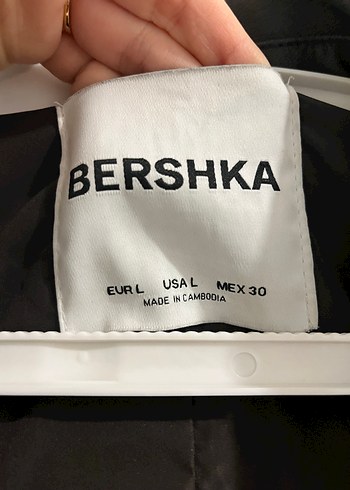 BERSHKA
EUR L USA L MEX 30
MADE IN CAMBODIA